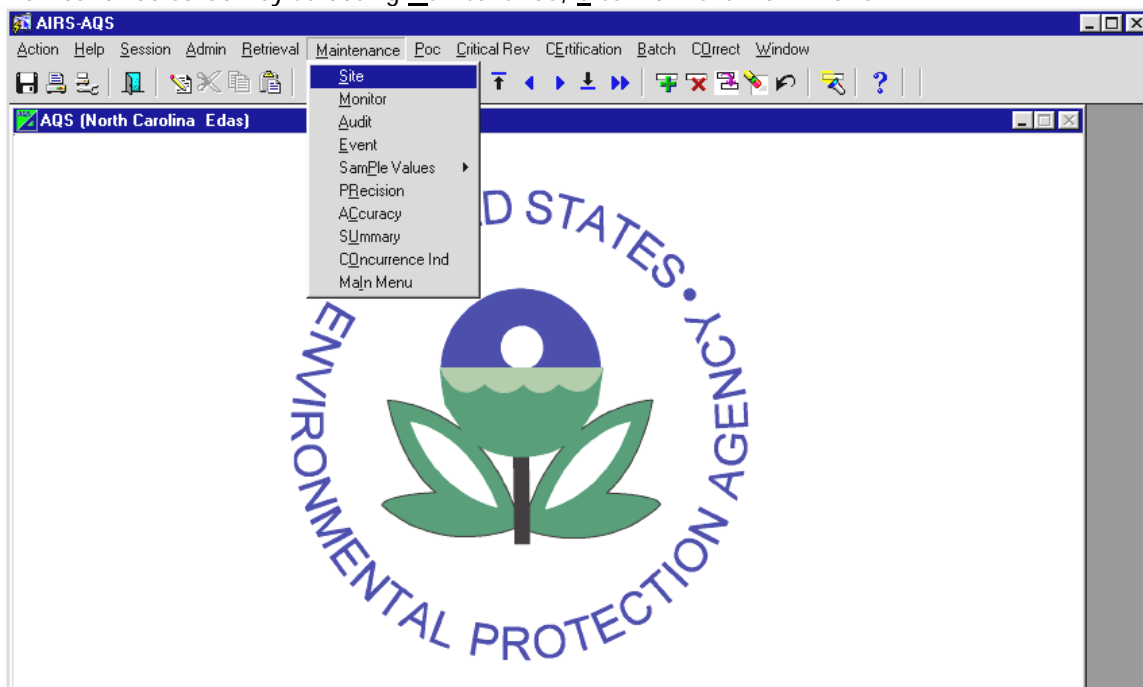 AIRS-AQS
Action Help Session Admin Retrieval Maintenance Poc Critical Rev CErtification Batch COrrect Window
AQS (North Carolina Edas)
Site
Monitor
Audit
Event
SamPle Values
PRecision
ACcuracy
SUmmary
COncurrence Ind
MaIn Menu
D STATES • ENVIRONMENTAL PROTECTION AGENCY